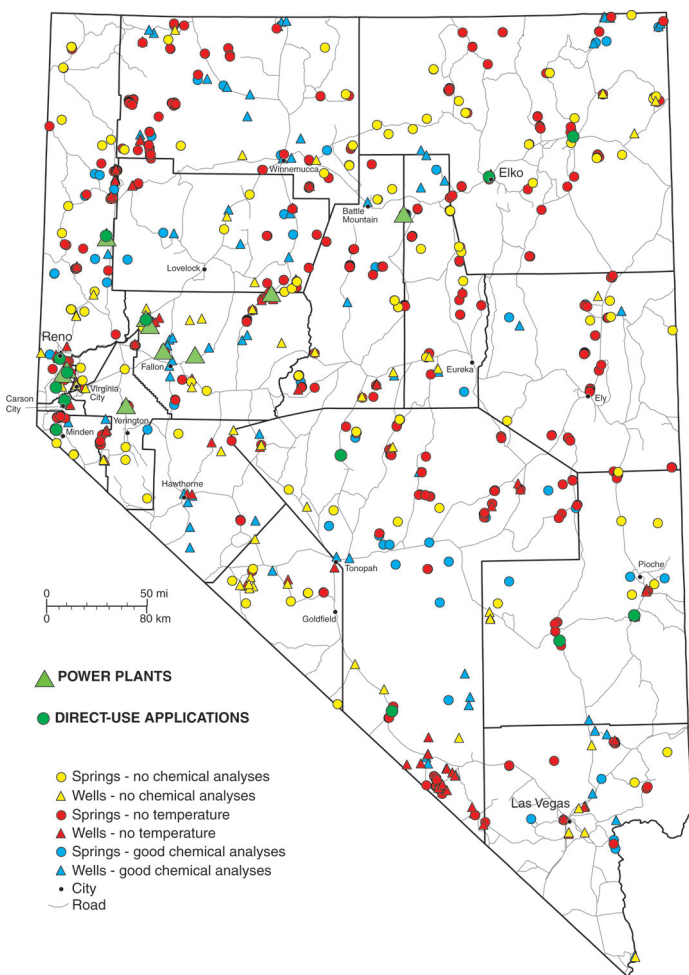 Winnemucca
Elko
Battle
Mountain
Lovelock
Reno
Fallon
Eureka
Virginia
City
Carson
City
Ely
Yerington
Minden
Hawthorne
Tonopah
Pioche
0 50 mi
0 80 km
Goldfield
POWER PLANTS
DIRECT-USE APPLICATIONS
Springs - no chemical analyses
Wells - no chemical analyses
Springs - no temperature
Wells - no temperature
Springs - good chemical analyses
Wells - good chemical analyses
City
Road
Las Vegas